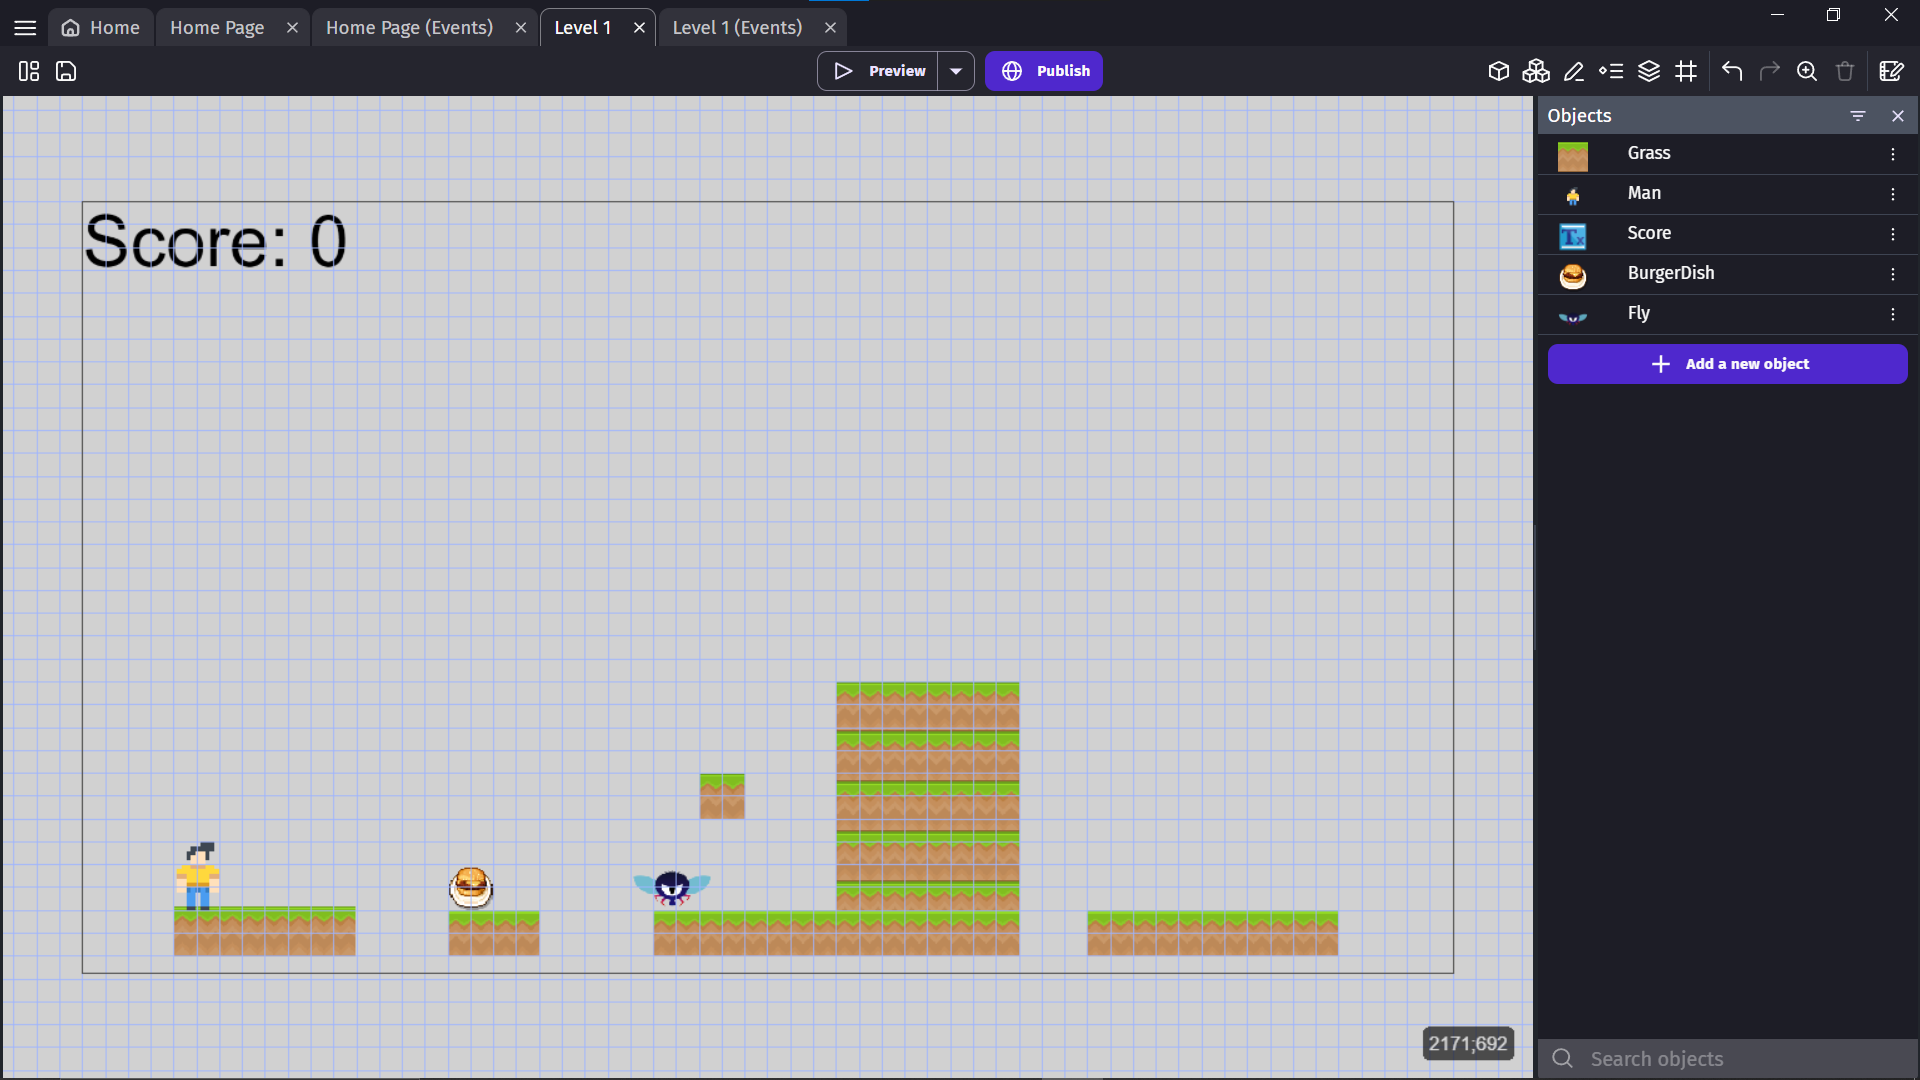 Home
Home Page
Home Page (Events)
Level 1
Level 1 (Events)
Preview
Publish
Objects
Score: 0
Grass
Man
Tx
Score
BurgerDish
Fly
Add a new object
2171;692
Search objects